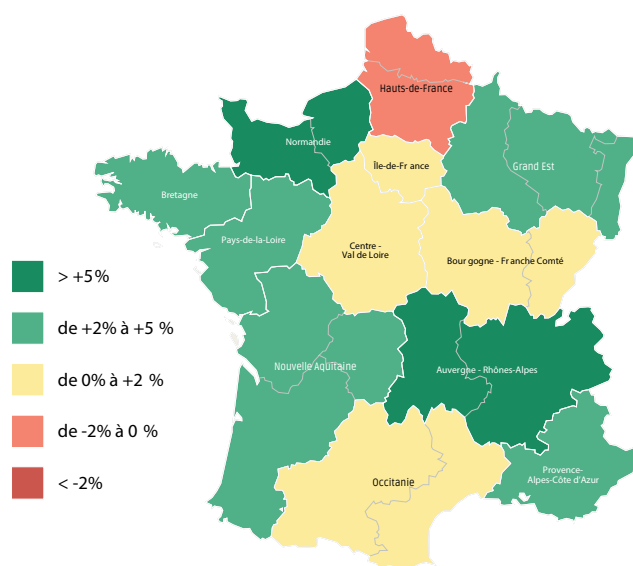 Hauts-de-France
Normandie
Île-de-Fr ance
Grand Est
Bretagne
Pays-de-la-Loire
Centre -
Val de Loire
Bour gogne - Fr anche Comté
> +5%
de +2% à +5 %
de 0% à +2 %
de -2% à 0 %
< -2%
Nouvelle Aquitaine
Auvergne - Rhônes-Alpes
Occitanie
Provence-
Alpes-Côte d'Azur